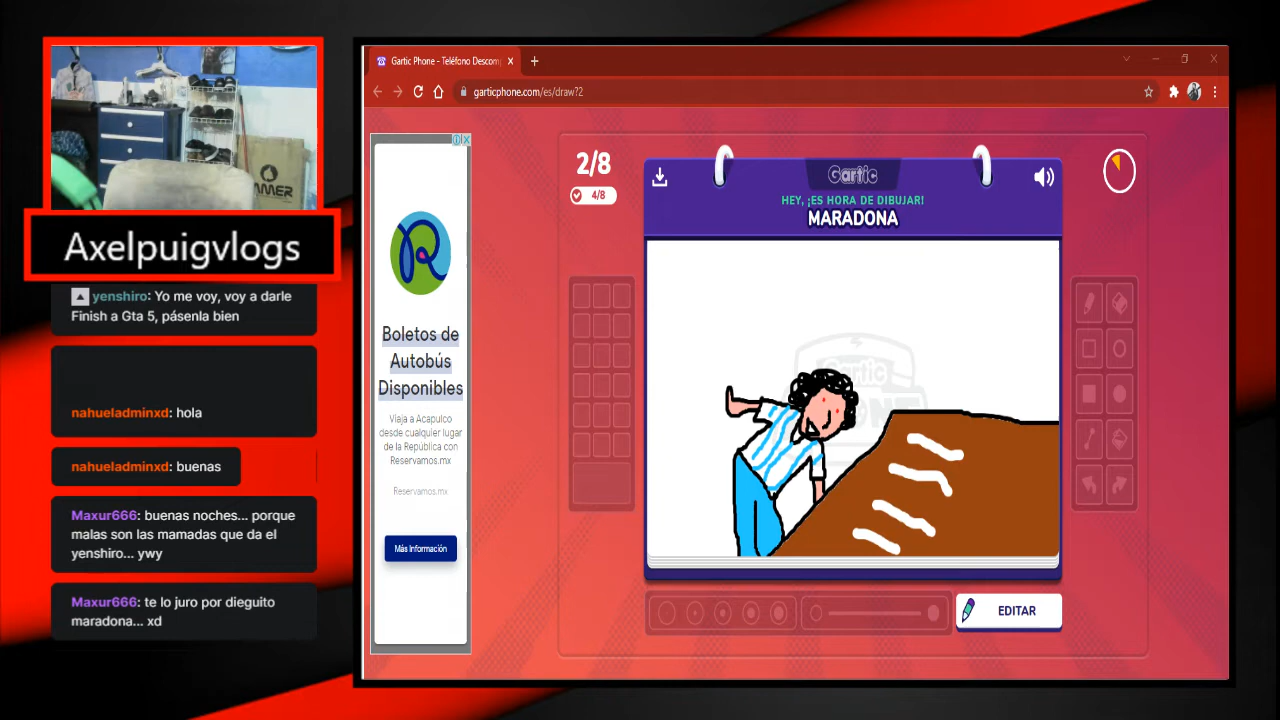 Axelpuigvlogs
yenshiro: Yo me voy, voy a darle
Finish a Gta 5, pásenla bien
nahueladminxd: hola
nahueladminxd: buenas
Maxur666: buenas noches... porque
malas son las mamadas que da el
yenshiro... ywy
Maxur666: te lo juro por dieguito
maradona... xd
Gartic Phone - Teléfono Descom
garticphone.com/es/draw?2
Boletos de
Autobús
Disponibles
Viaja a Acapulco
desde cualquier lugar
de la República con
Reservamos.mx
Reservamos.mx
Más Información
2/8
4/8
Gartic
HEY, ¡ES HORA DE DIBUJAR!
MARADONA
Gartic
EDITAR